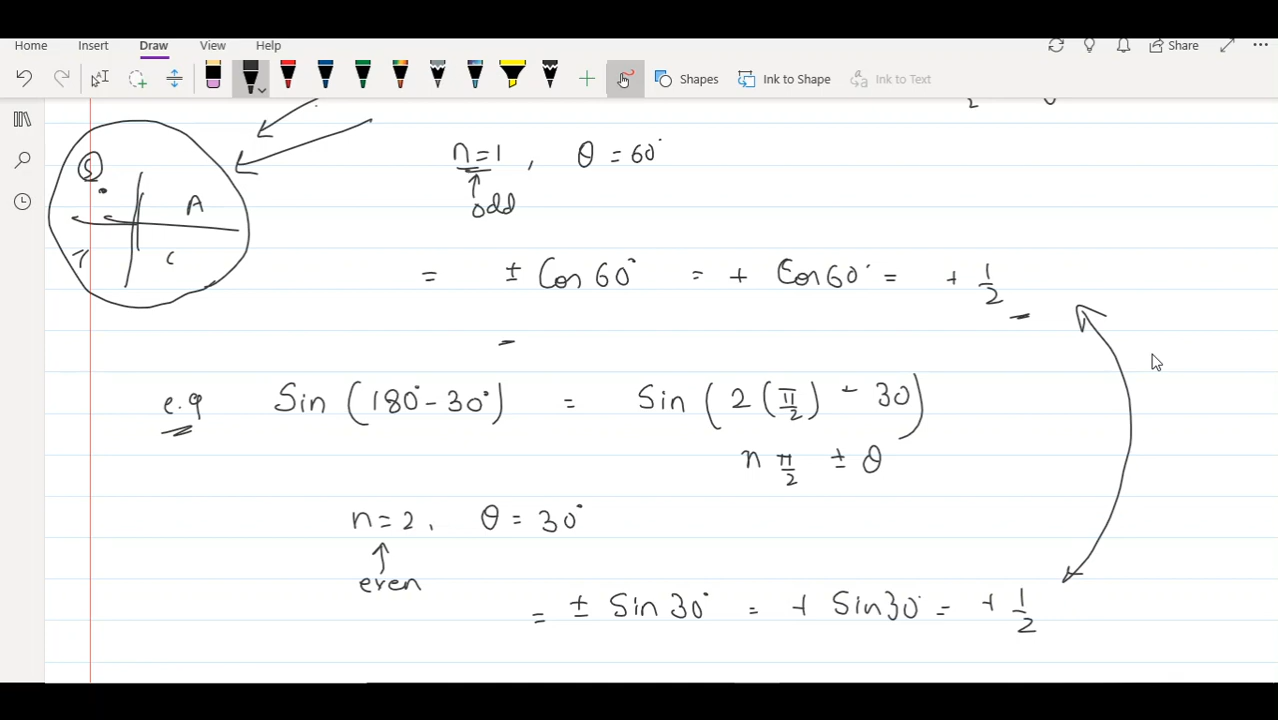 Home Insert Draw View Help Share
Shapes Ink to Shape Ink to Text
2
S A
T C
n=1 , θ = 60°
odd
= ± Cos 60° = + Cos 60° = + 1/2
e.g Sin (180° - 30°) = Sin (2 (π/2) - 30)
n π/2 ± θ
n = 2 , θ = 30°
even
= ± Sin 30° = + Sin 30° = + 1/2